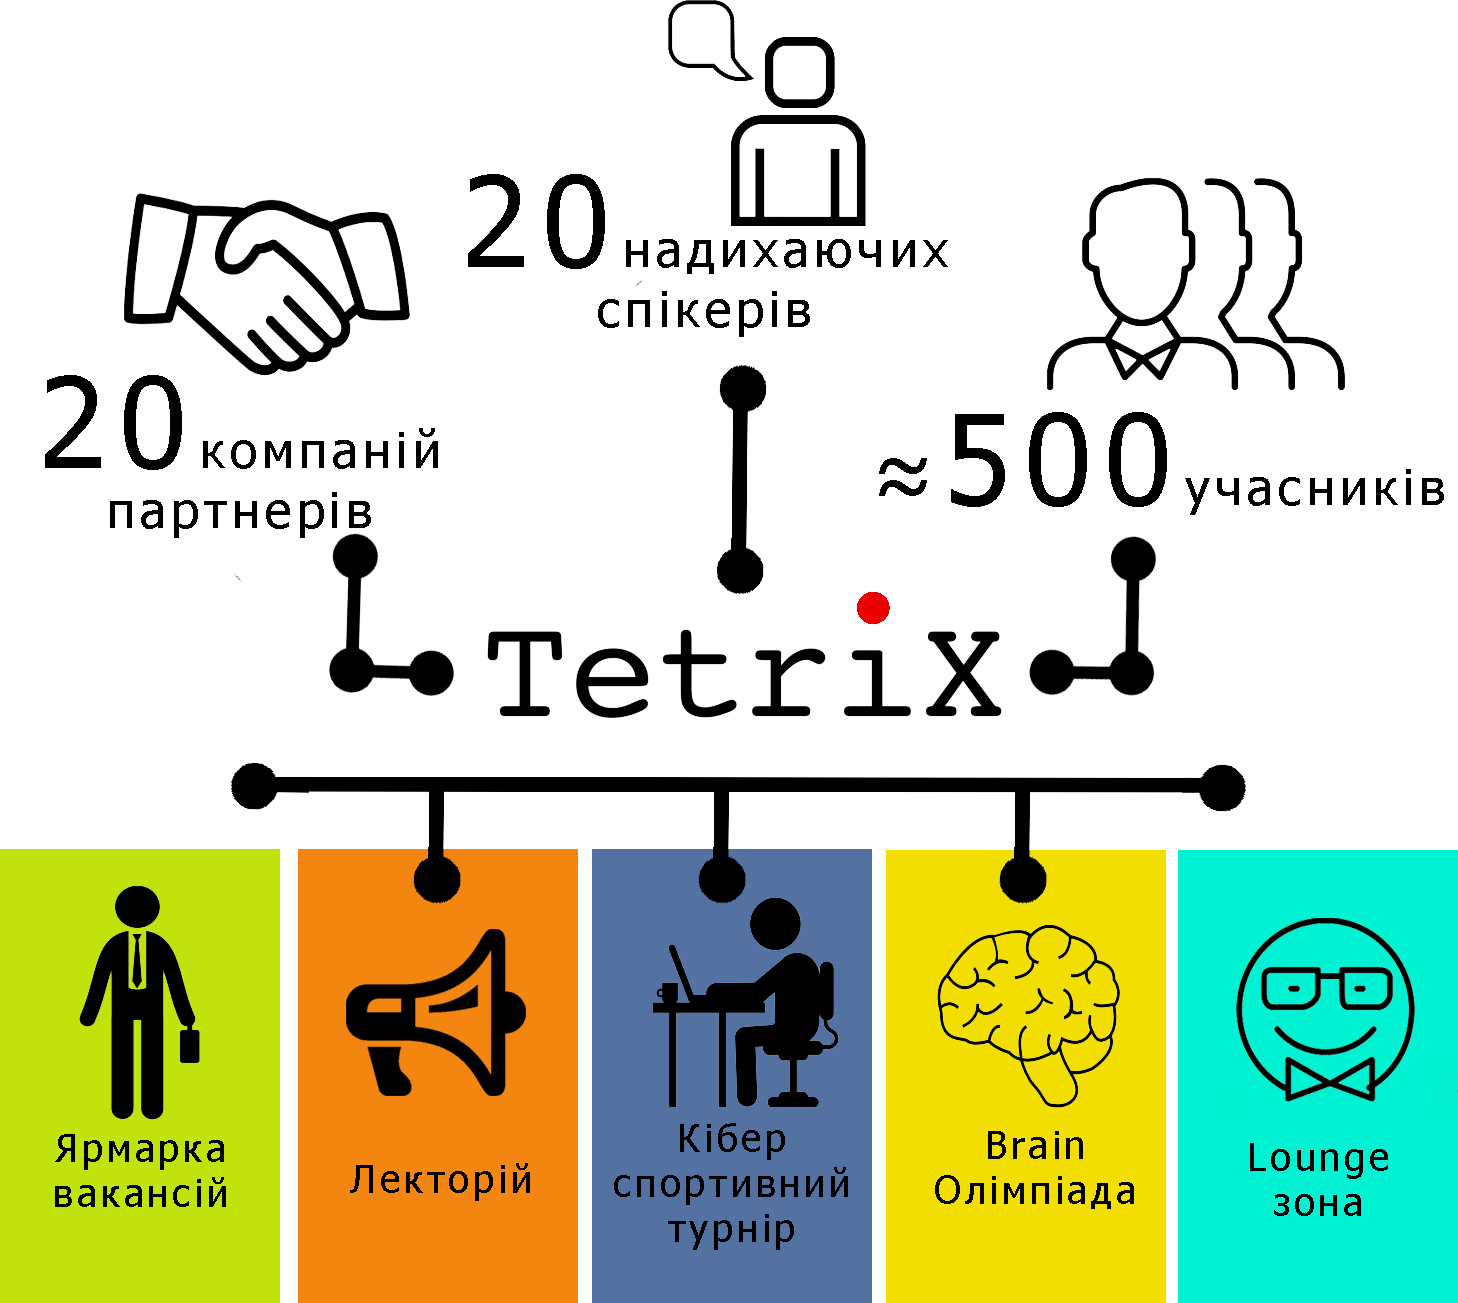 20 надихаючих
спікерів
20 компаній
партнерів
≈500 учасників
TetriX
Ярмарка
вакансій
Лекторій
Кібер
спортивний
турнір
Brain
Олімпіада
Lounge
зона